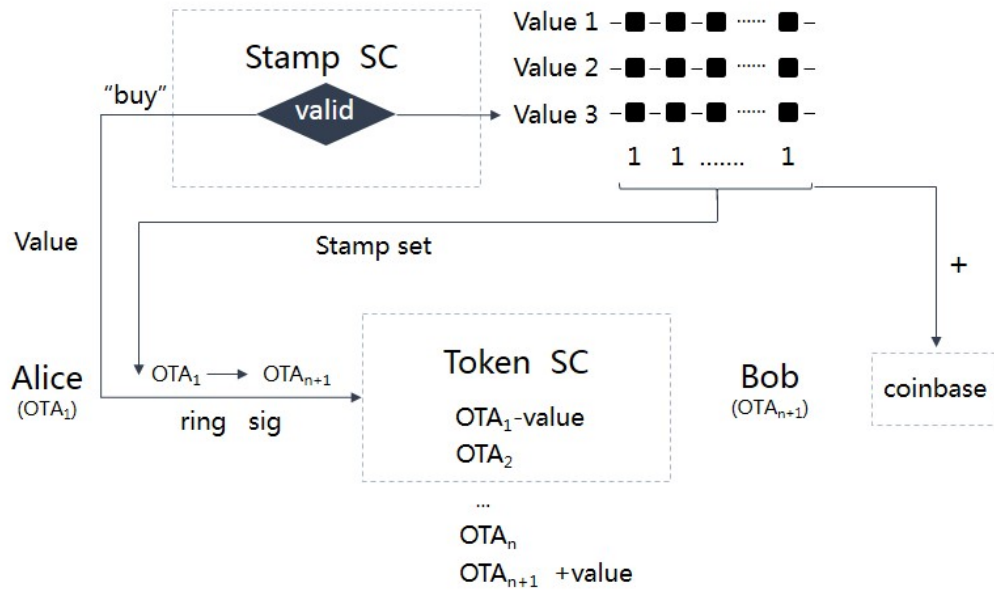 Value 1
Value 2
Value 3
1 1 ....... 1
Stamp SC
valid
“buy”
Value
Stamp set
+
Alice
(OTA₁)
OTA₁ OTAₙ₊₁
ring sig
Token SC
OTA₁-value
OTA₂
...
OTAₙ
OTAₙ₊₁ +value
Bob
(OTAₙ₊₁)
coinbase